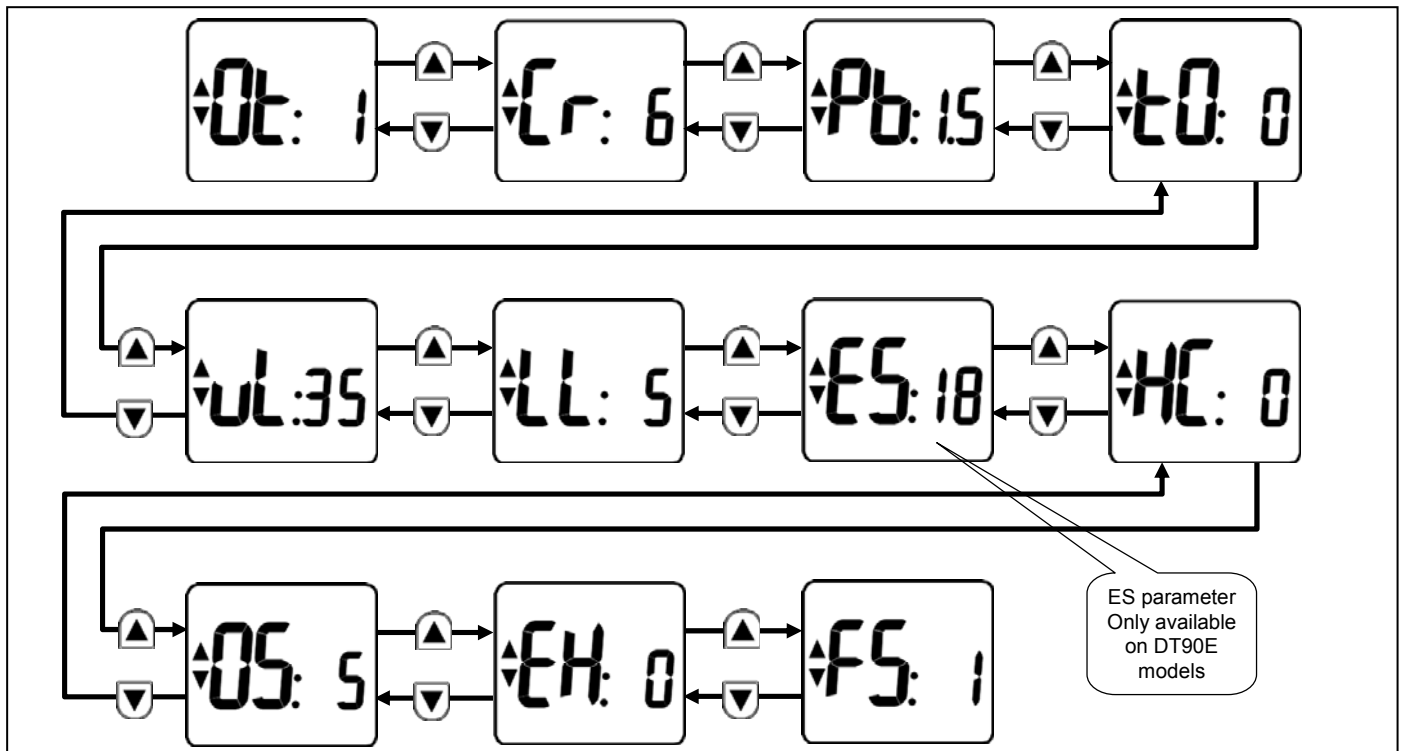 Ot: 1
Cr: 6
Pb:1.5
tO: 0
uL:35
LL: 5
ES:18
HC: 0
ES parameter
Only available
on DT90E
models
OS: 5
EH: 0
FS: 1